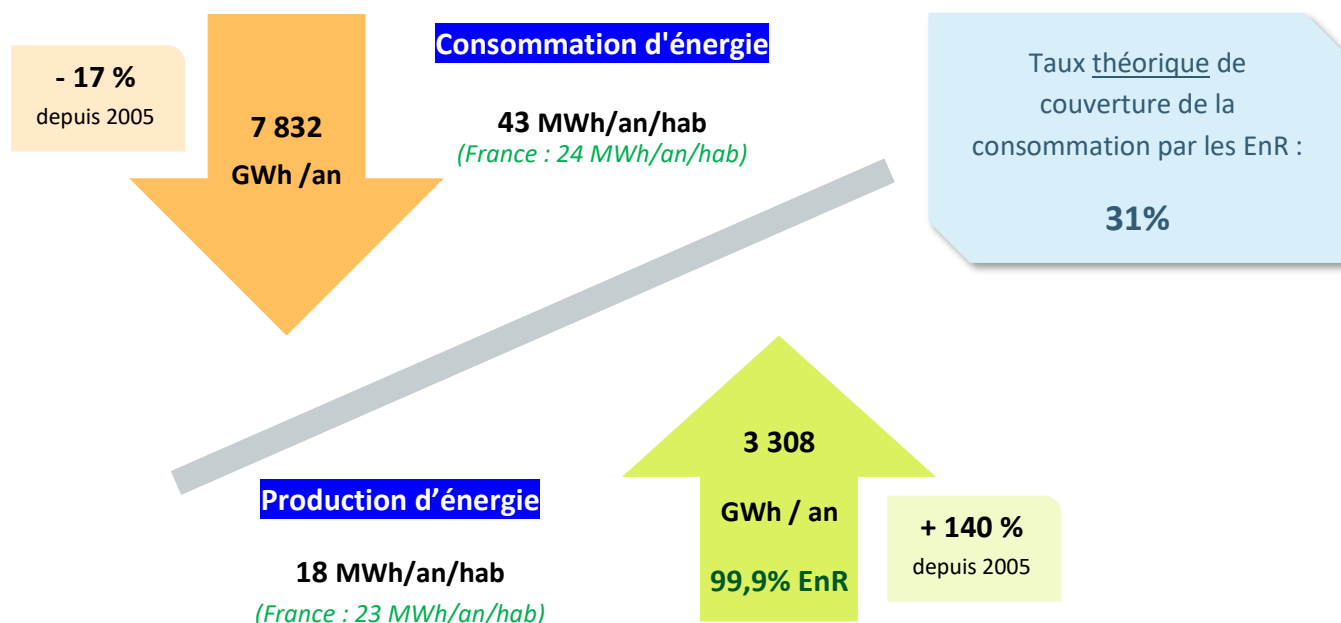 Consommation d'énergie
- 17 %
depuis 2005
7 832
GWh /an
43 MWh/an/hab
(France : 24 MWh/an/hab)
Taux théorique de
couverture de la
consommation par les EnR :
31%
Production d’énergie
18 MWh/an/hab
(France : 23 MWh/an/hab)
3 308
GWh / an
99,9% EnR
+ 140 %
depuis 2005